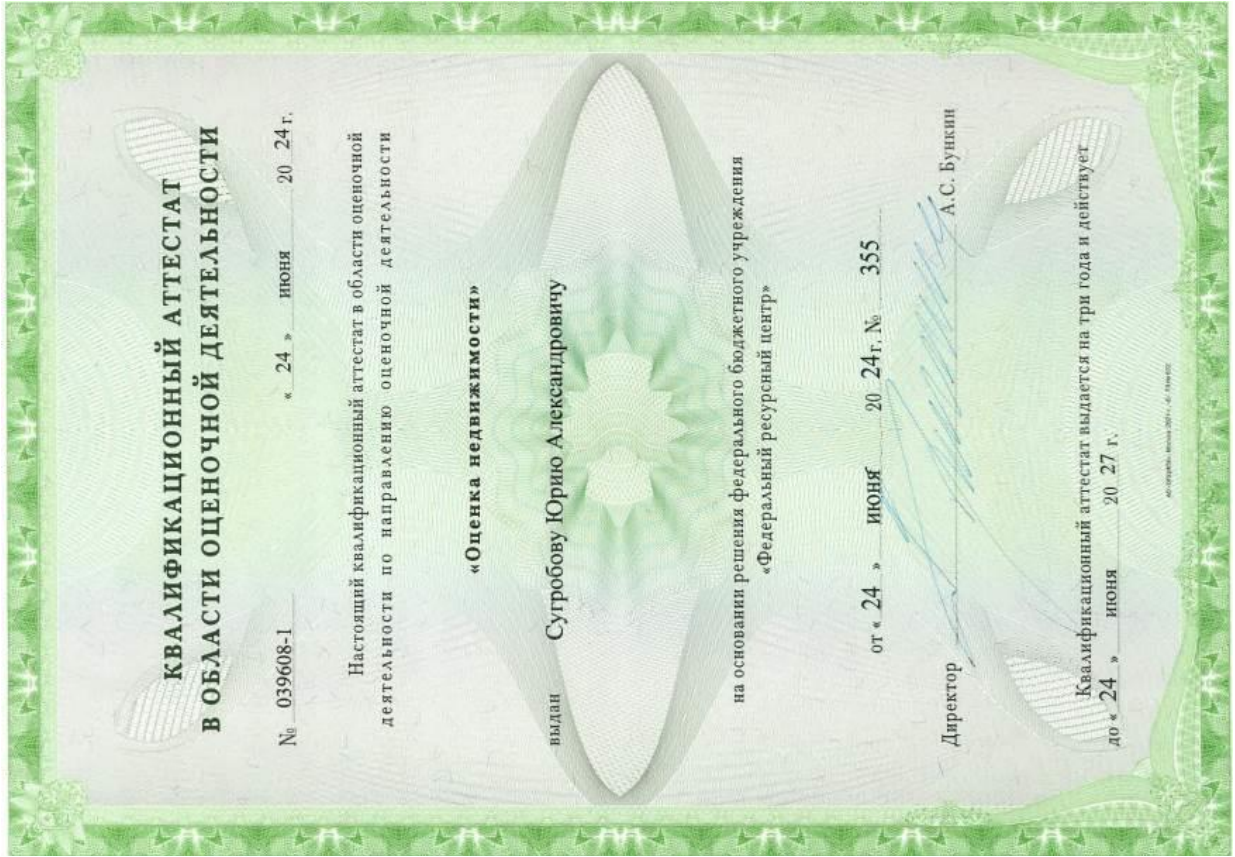 КВАЛИФИКАЦИОННЫЙ АТТЕСТАТ
В ОБЛАСТИ ОЦЕНОЧНОЙ ДЕЯТЕЛЬНОСТИ
№ 039608-1 « 24 » июня 20 24 г.
Настоящий квалификационный аттестат в области оценочной
деятельности по направлению оценочной деятельности
«Оценка недвижимости»
выдан Сугробову Юрию Александровичу
на основании решения федерального бюджетного учреждения
«Федеральный ресурсный центр»
от « 24 » июня 20 24 г. № 355
Директор А.С. Бункин
Квалификационный аттестат выдается на три года и действует
до « 24 » июня 20 27 г.